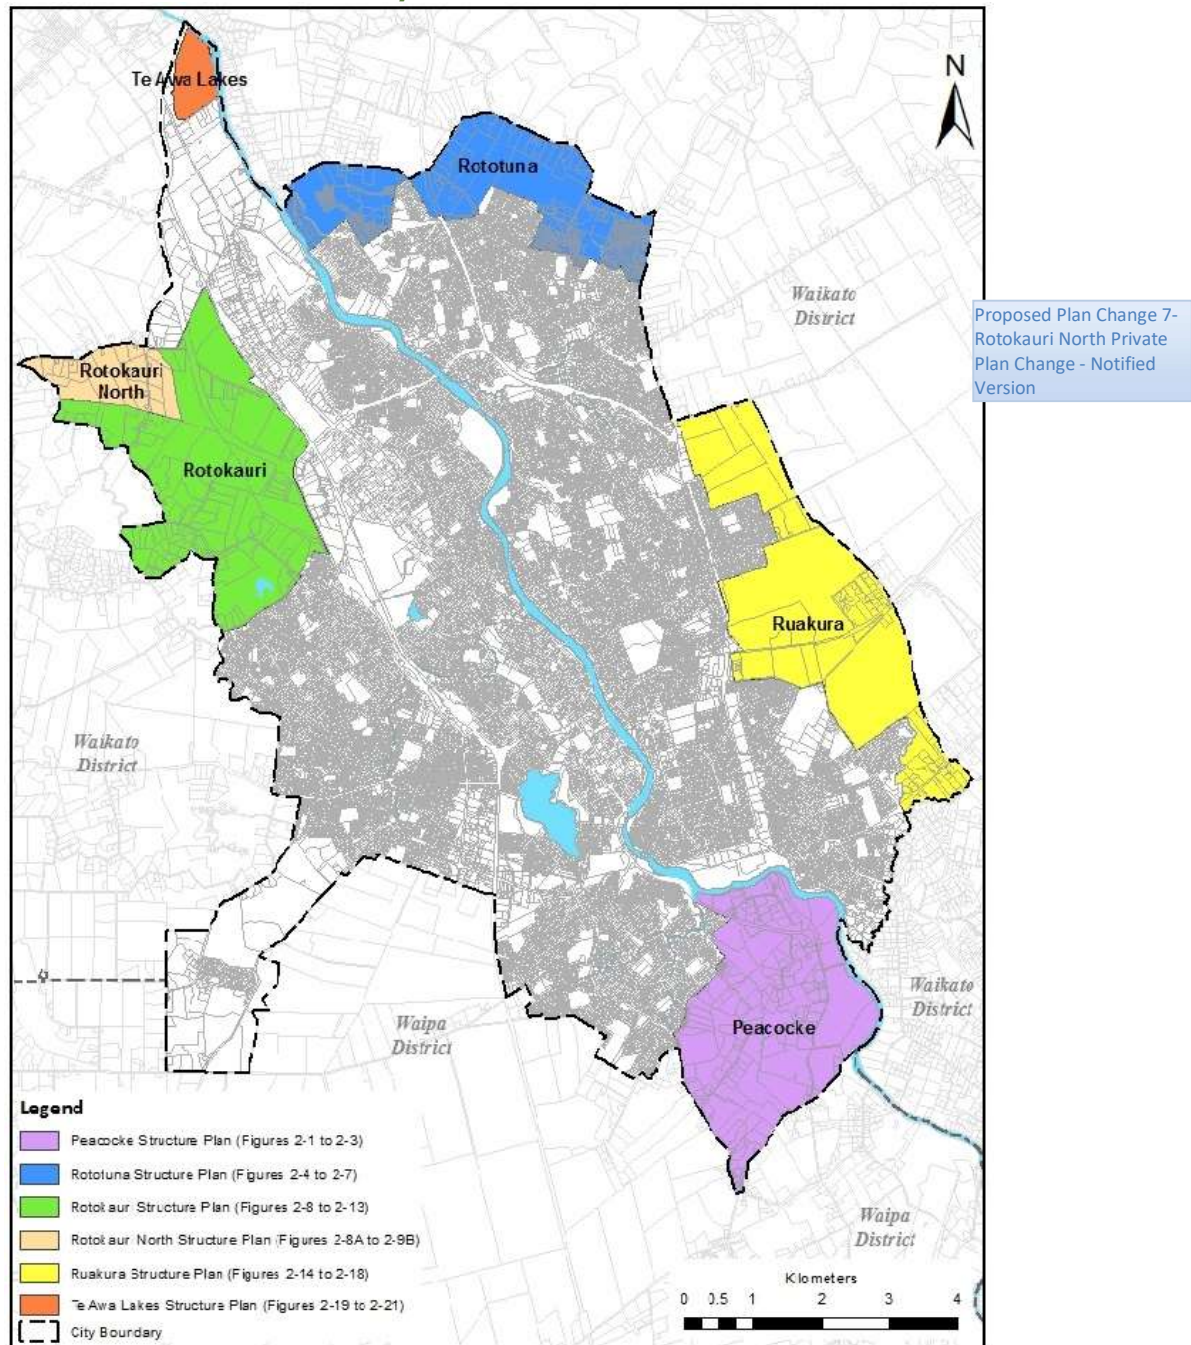 Te Awa Lakes
N
Rototuna
Waikato
District
Proposed Plan Change 7-
Rotokauri North Private
Plan Change - Notified
Version
Rotokauri
North
Rotokauri
Ruakura
Waikato
District
Waikato
District
Waipa
District
Peacocke
Legend
Peacocke Structure Plan (Figures 2-1 to 2-3)
Rototuna Structure Plan (Figures 2-4 to 2-7)
Rotokaur Structure Plan (Figures 2-8 to 2-13)
Rotokaur North Structure Plan (Figures 2-8A to 2-9B)
Ruakura Structure Plan (Figures 2-14 to 2-18)
Te Awa Lakes Structure Plan (Figures 2-19 to 2-21)
City Boundary
Waipa
District
Kilometers
0 0.5 1 2 3 4